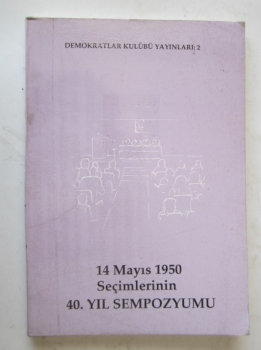 DEMOKRATLAR KULÜBÜ YAYINLARI: 2
14 Mayıs 1950
Seçimlerinin
40. YIL SEMPOZYUMU